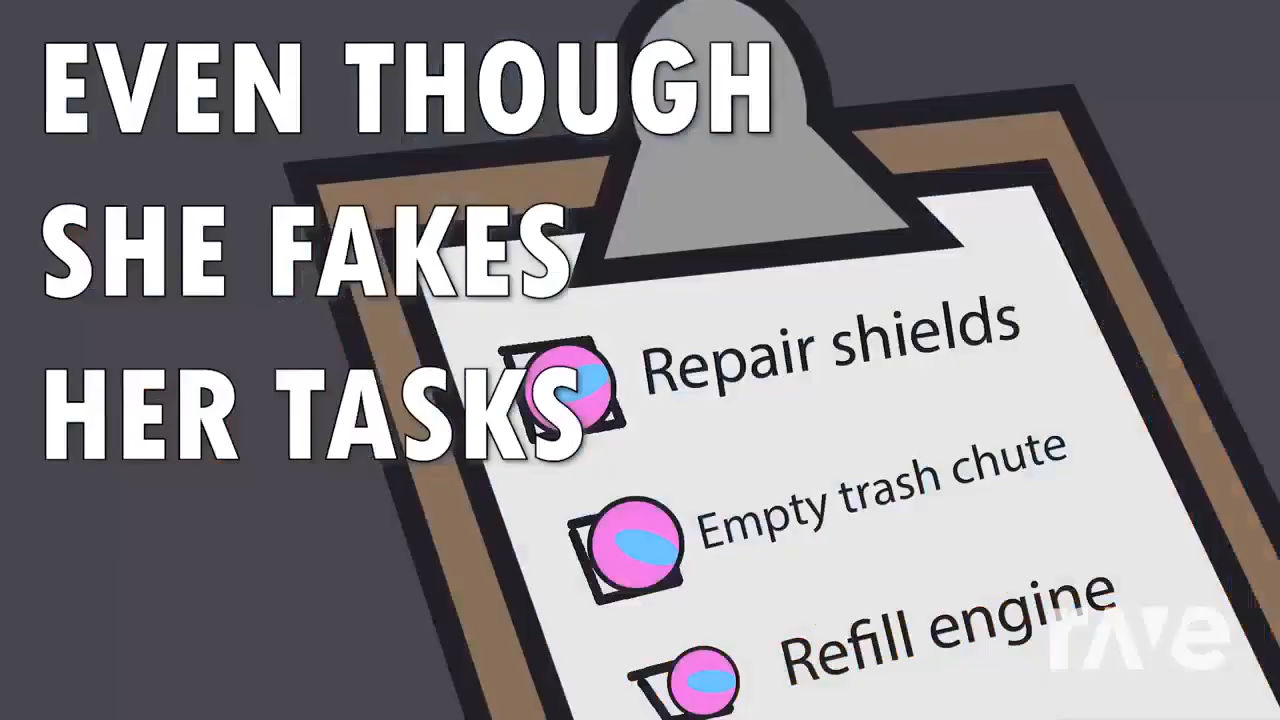 EVEN THOUGH
SHE FAKES
HER TASKS
Repair shields
Empty trash chute
Refill engine
rave